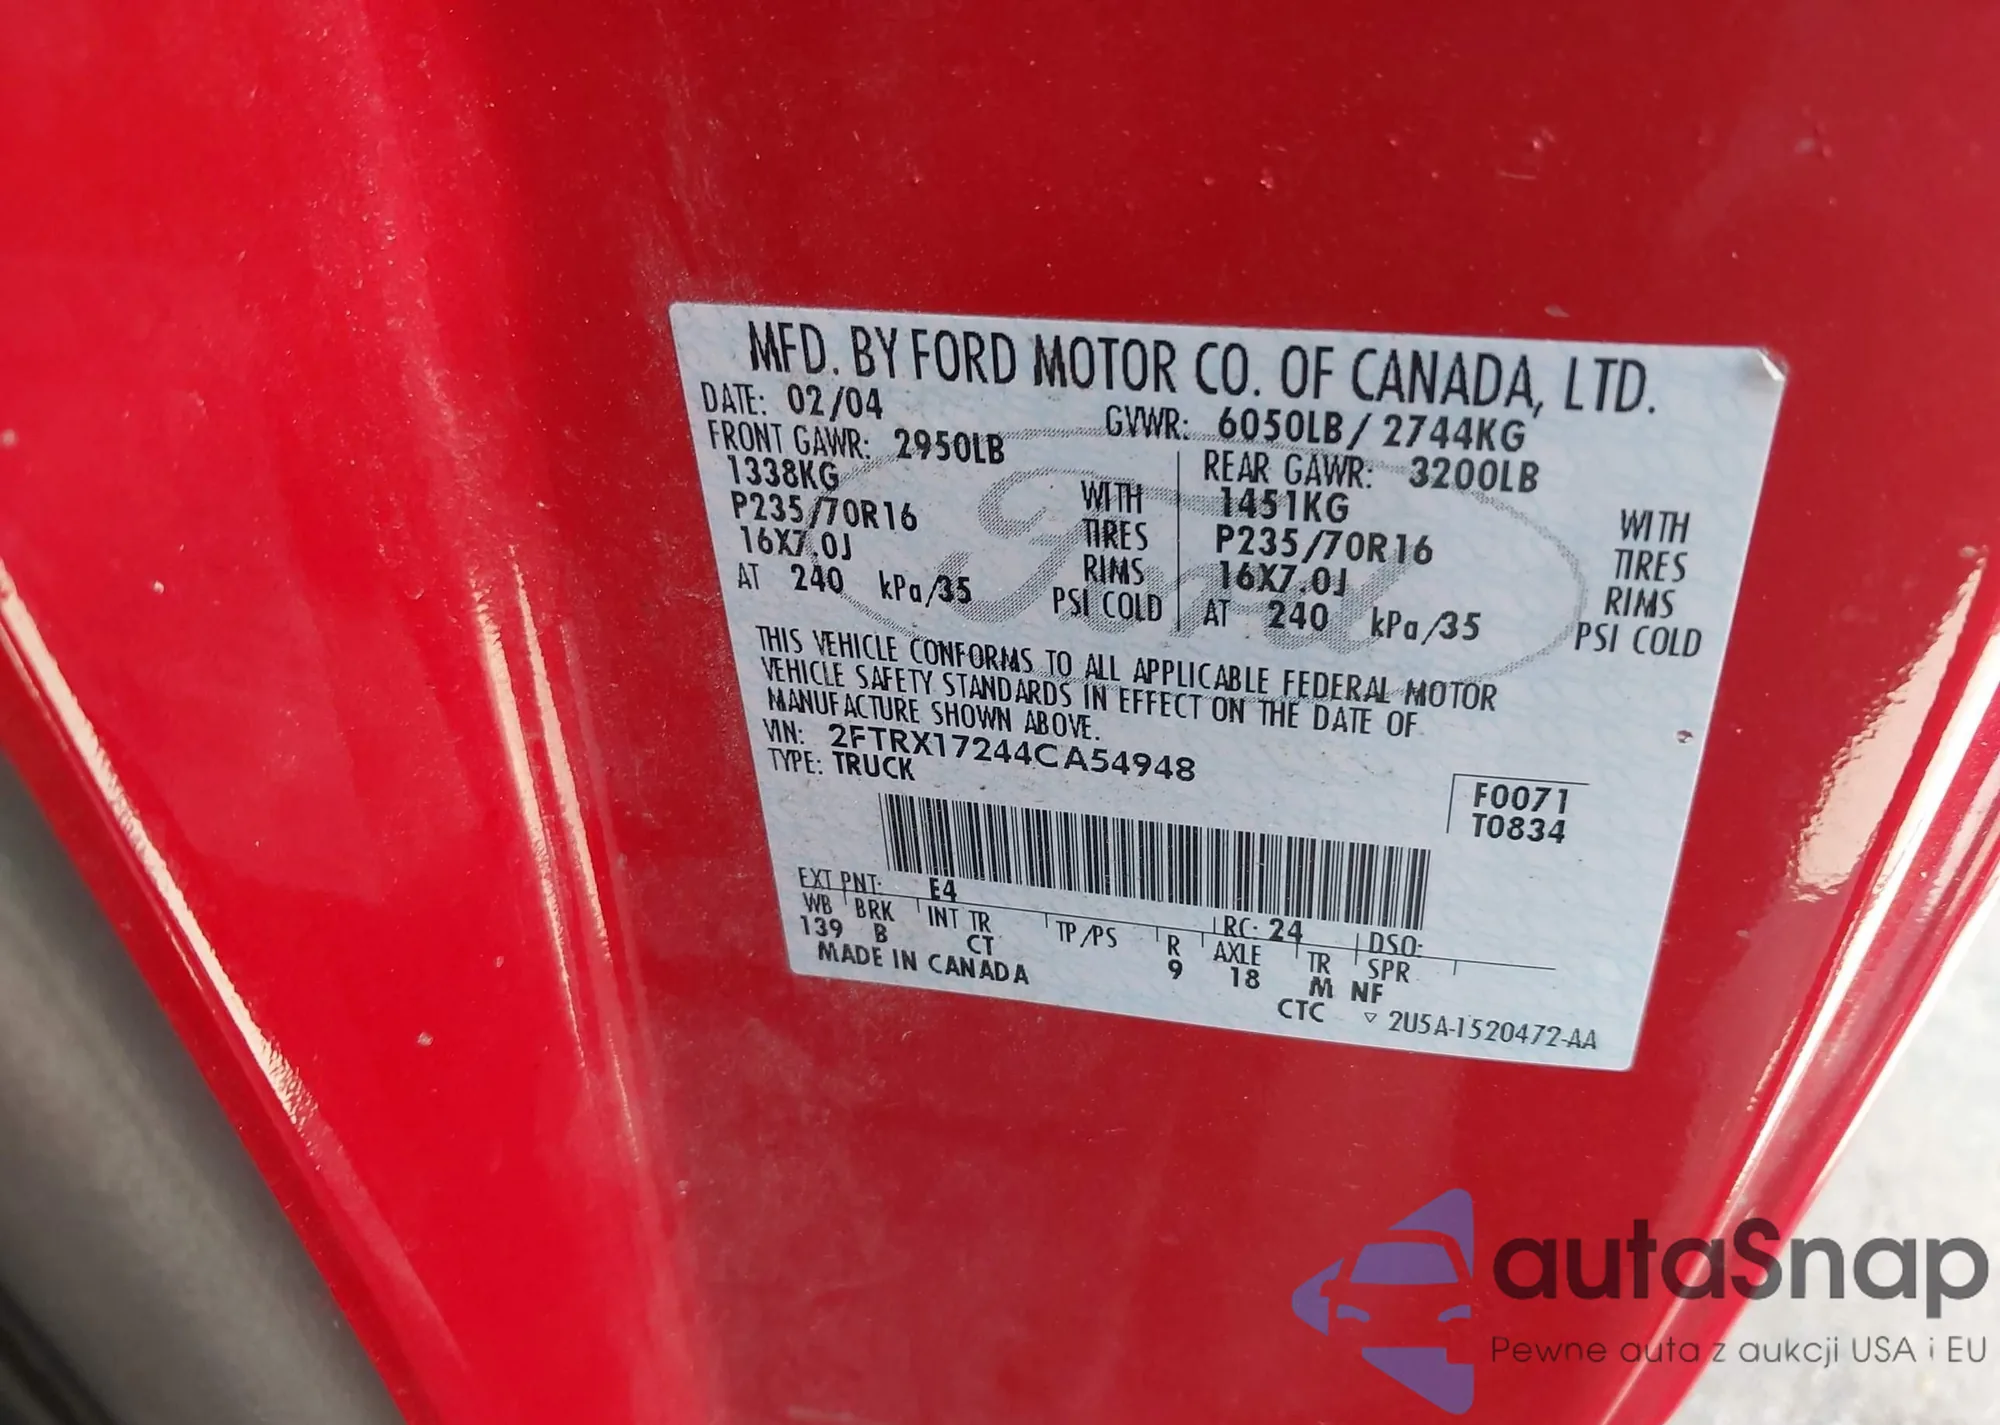 MFD. BY FORD MOTOR CO. OF CANADA, LTD.
DATE: 02/04 GVWR: 6050LB / 2744KG
FRONT GAWR: 2950LB REAR GAWR: 3200LB
1338KG WITH 1451KG WITH
P235/70R16 TIRES P235/70R16 TIRES
16X7.0J RIMS 16X7.0J RIMS
AT 240 kPa/35 PSI COLD AT 240 kPa/35 PSI COLD
THIS VEHICLE CONFORMS TO ALL APPLICABLE FEDERAL MOTOR
VEHICLE SAFETY STANDARDS IN EFFECT ON THE DATE OF
MANUFACTURE SHOWN ABOVE.
VIN: 2FTRX17244CA54948
TYPE: TRUCK
F0071
T0834
EXT PNT: E4 RC: 24 DSO:
WB BRK INT TR TP/PS R AXLE TR SPR
139 B CT 9 18 M NF
MADE IN CANADA
CTC ▽ 2U5A-1520472-AA
Ford
autaSnap
Pewne auta z aukcji USA i EU